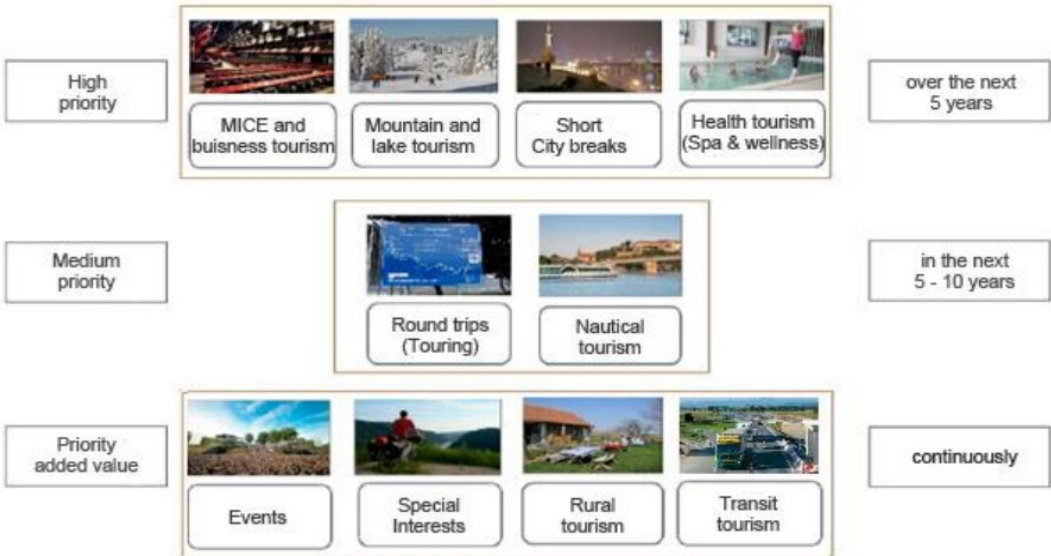 High
priority
MICE and
buisness tourism
Mountain and
lake tourism
Short
City breaks
Health tourism
(Spa & wellness)
over the next
5 years
Medium
priority
Round trips
(Touring)
Nautical
tourism
in the next
5 - 10 years
Priority
added value
Events
Special
Interests
Rural
tourism
Transit
tourism
continuously